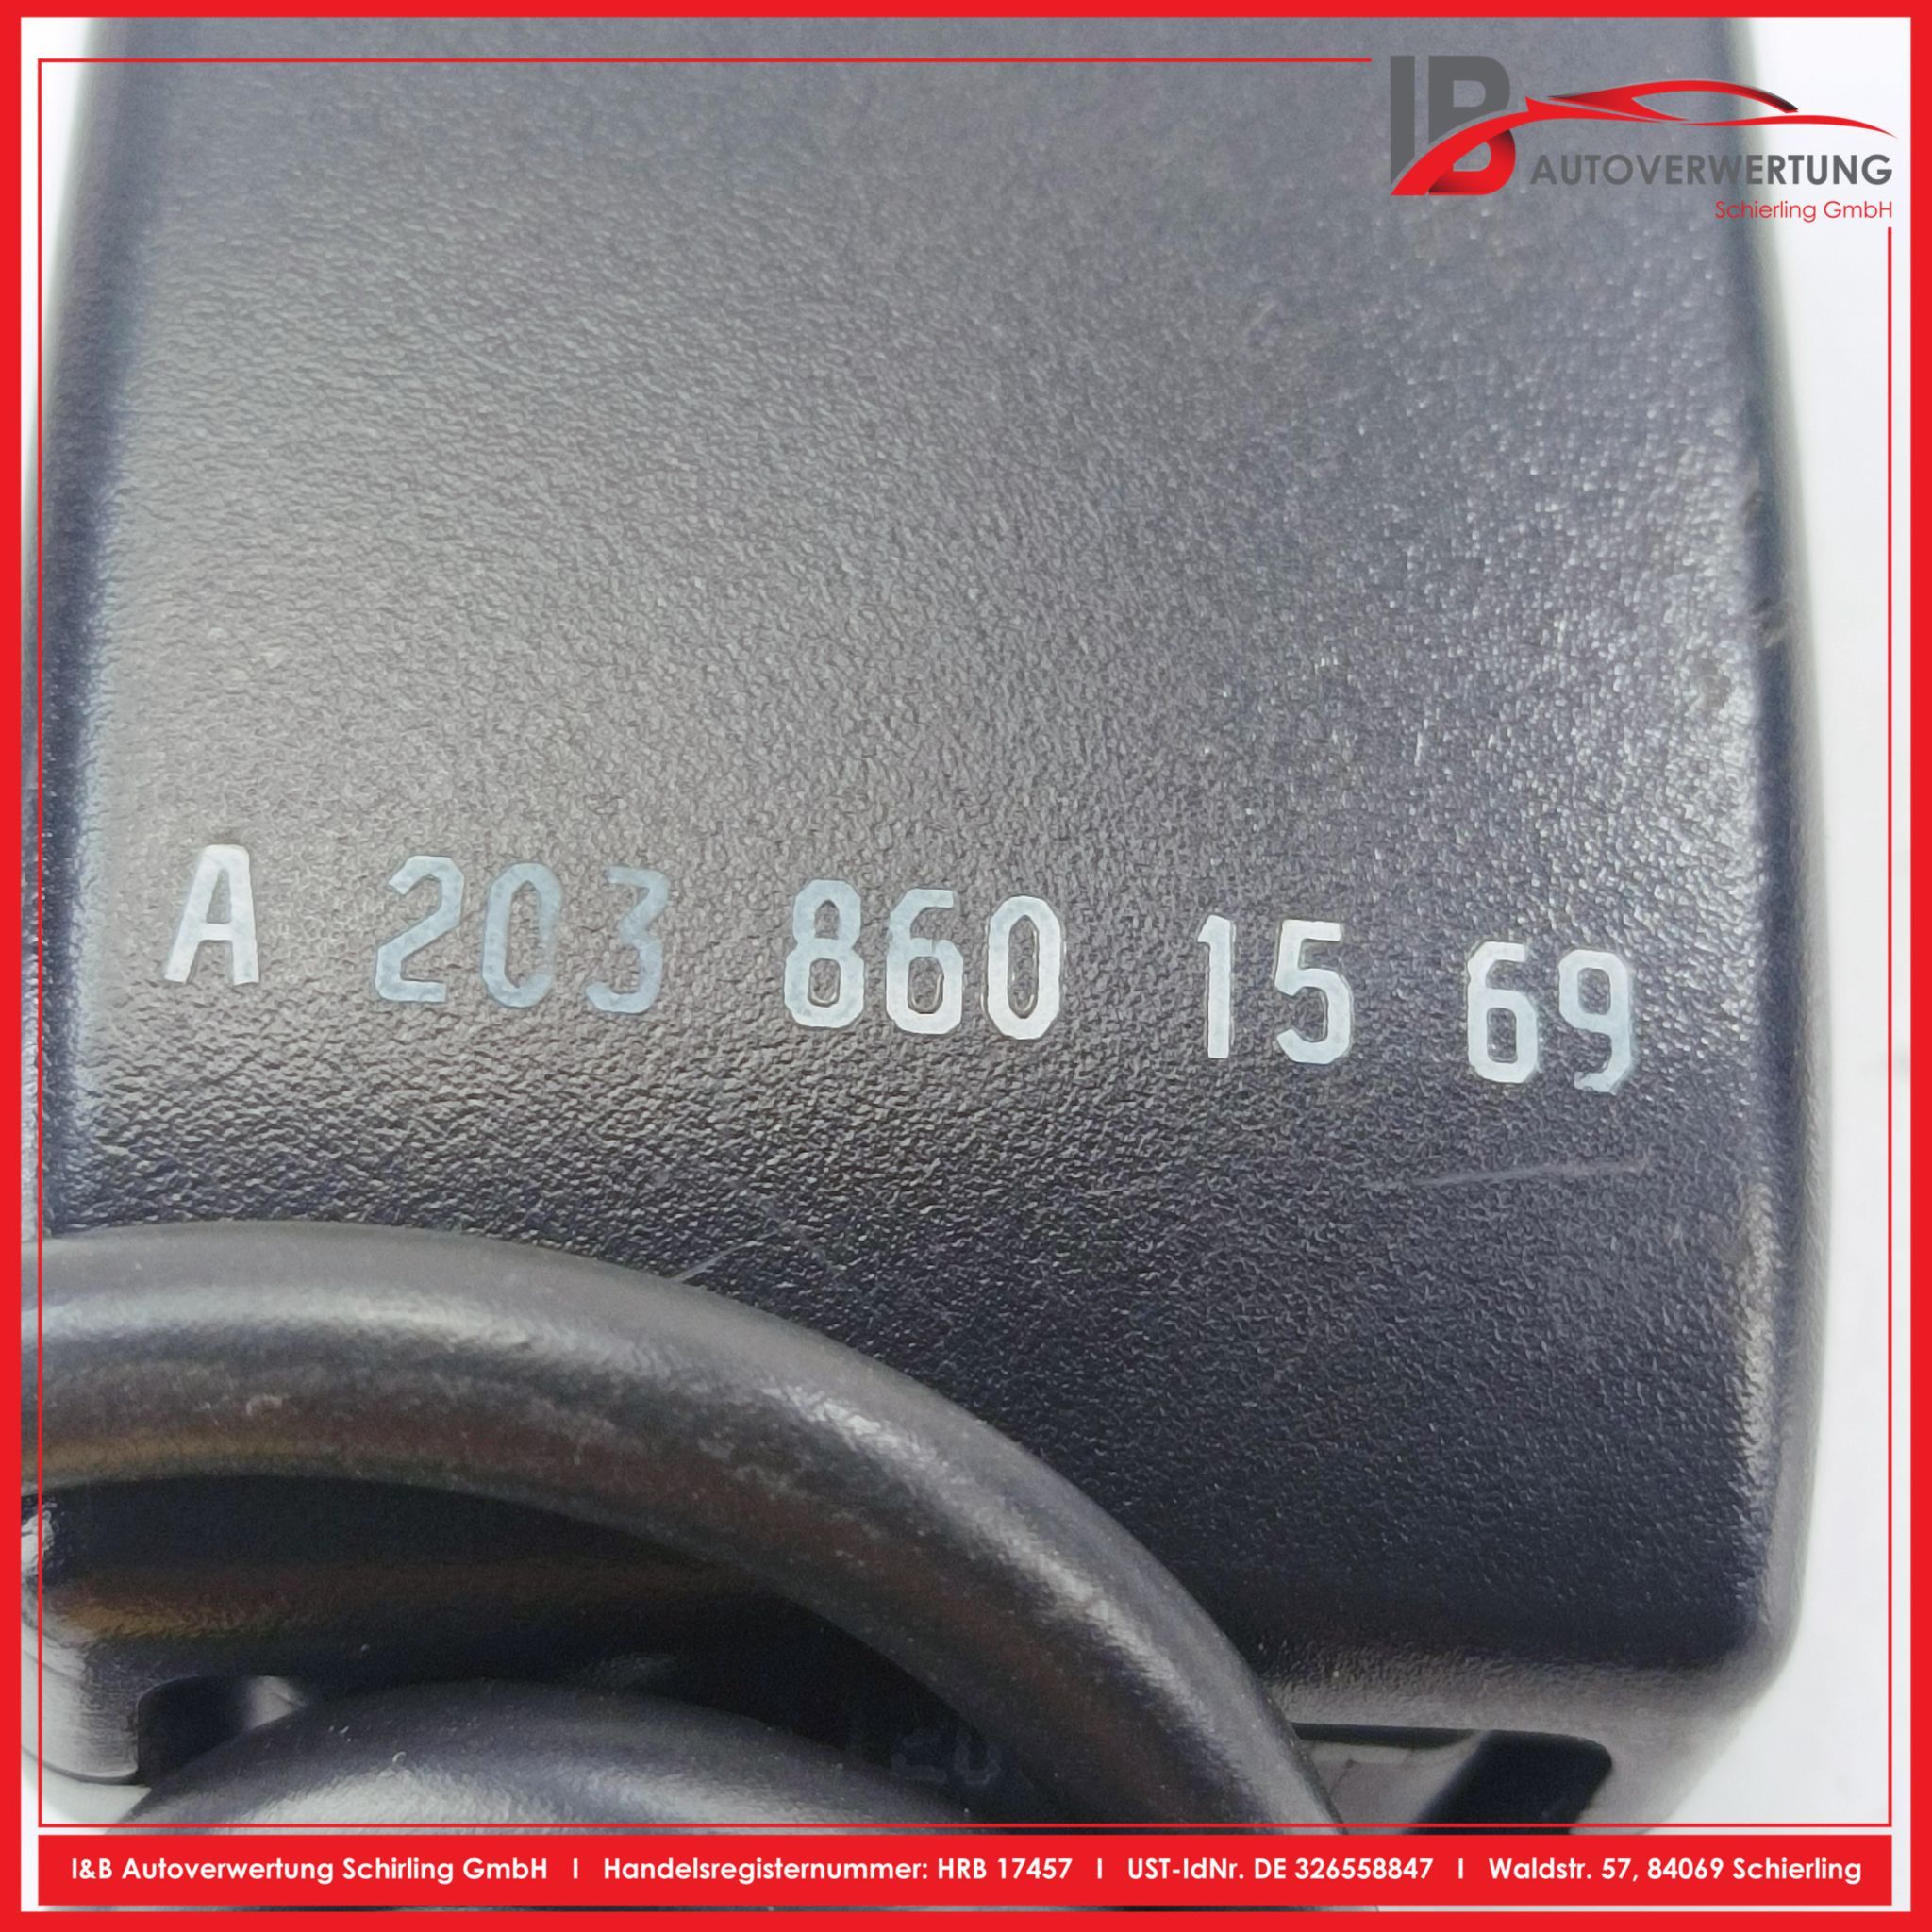 IB AUTOVERWERTUNG
Schierling GmbH
A 203 860 15 69
I&B Autoverwertung Schirling GmbH I Handelsregisternummer: HRB 17457 I UST-IdNr. DE 326558847 I Waldstr. 57, 84069 Schierling